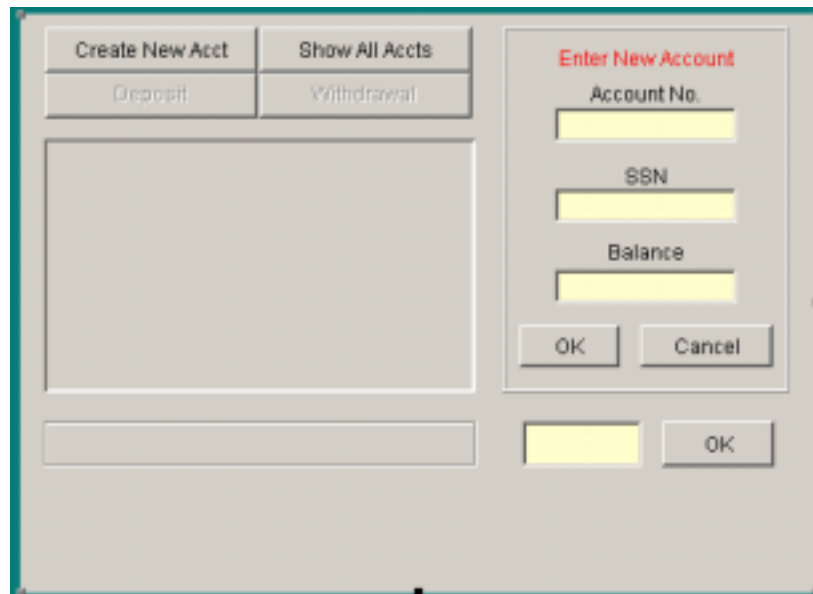 Create New Acct
Show All Accts
Deposit
Withdrawal
Enter New Account
Account No.
SSN
Balance
OK
Cancel
OK